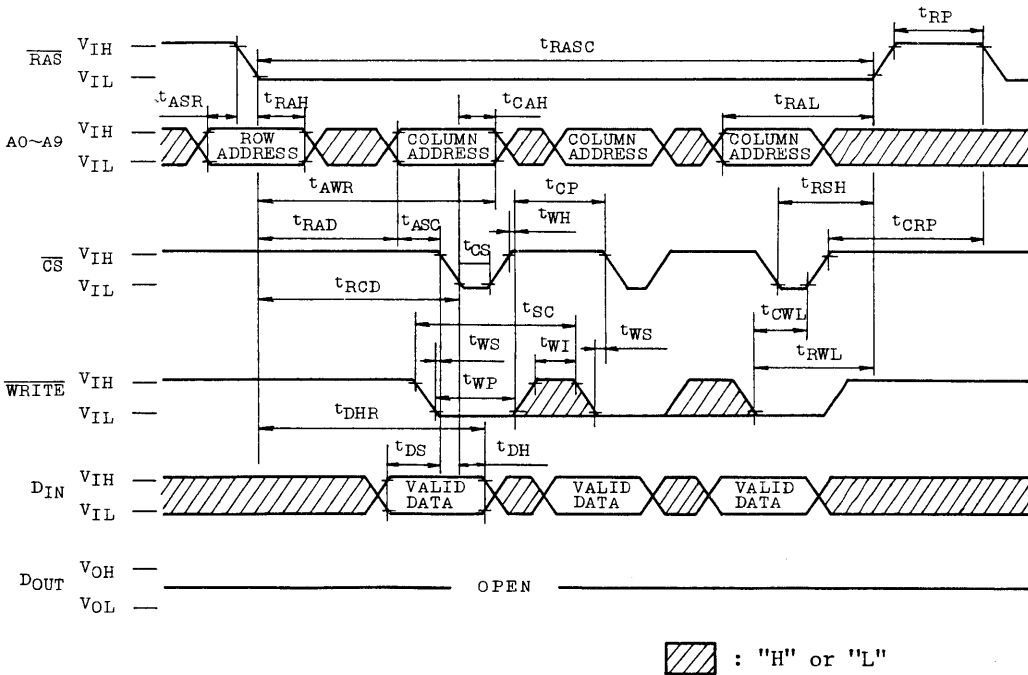 tRP
RAS VIH
tRASC
VIL
tASR tRAH tCAH tRAL
A0~A9 VIH
ROW ADDRESS COLUMN ADDRESS COLUMN ADDRESS COLUMN ADDRESS
VIL
tAWR tCP tRSH
tRAD tASC tWH tCRP
CS VIH
tCS
VIL
tRCD tSC tCWL
tWS tWI tWS tRWL
WRITE VIH
tWP
VIL
tDHR
tDS tDH
DIN VIH
VALID DATA VALID DATA VALID DATA
VIL
DOUT VOH
OPEN
VOL
: "H" or "L"